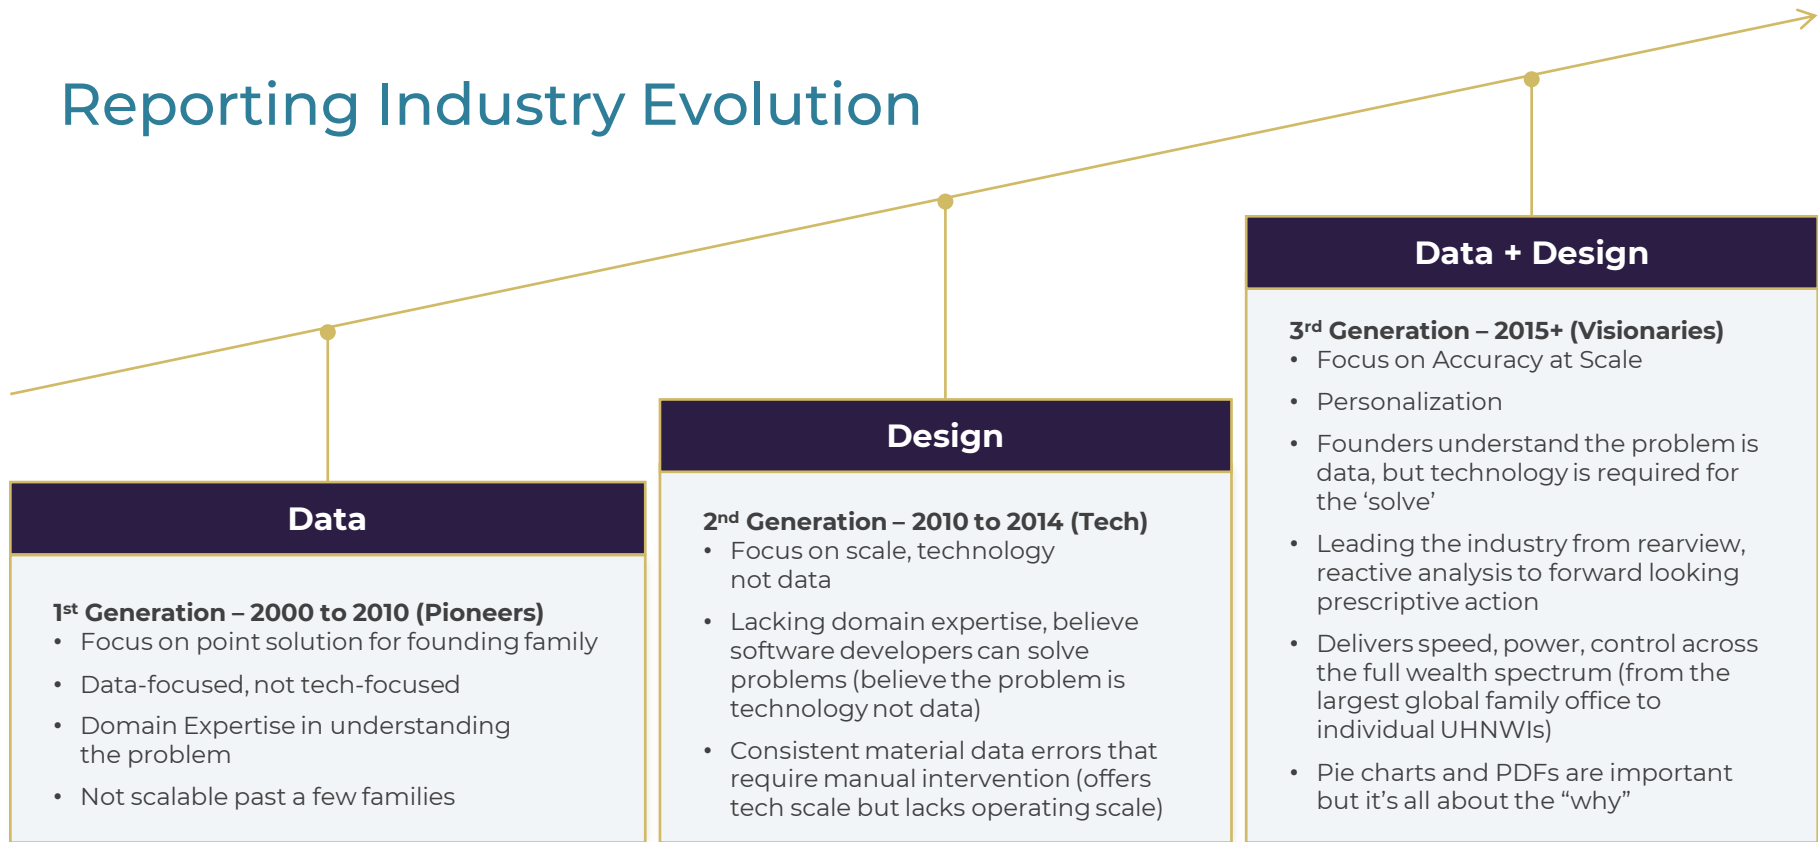 Reporting Industry Evolution
Data
1st Generation – 2000 to 2010 (Pioneers)
• Focus on point solution for founding family
• Data-focused, not tech-focused
• Domain Expertise in understanding
the problem
• Not scalable past a few families
Design
2nd Generation – 2010 to 2014 (Tech)
• Focus on scale, technology
not data
• Lacking domain expertise, believe
software developers can solve
problems (believe the problem is
technology not data)
• Consistent material data errors that
require manual intervention (offers
tech scale but lacks operating scale)
Data + Design
3rd Generation – 2015+ (Visionaries)
• Focus on Accuracy at Scale
• Personalization
• Founders understand the problem is
data, but technology is required for
the ‘solve’
• Leading the industry from rearview,
reactive analysis to forward looking
prescriptive action
• Delivers speed, power, control across
the full wealth spectrum (from the
largest global family office to
individual UHNWIs)
• Pie charts and PDFs are important
but it’s all about the “why”